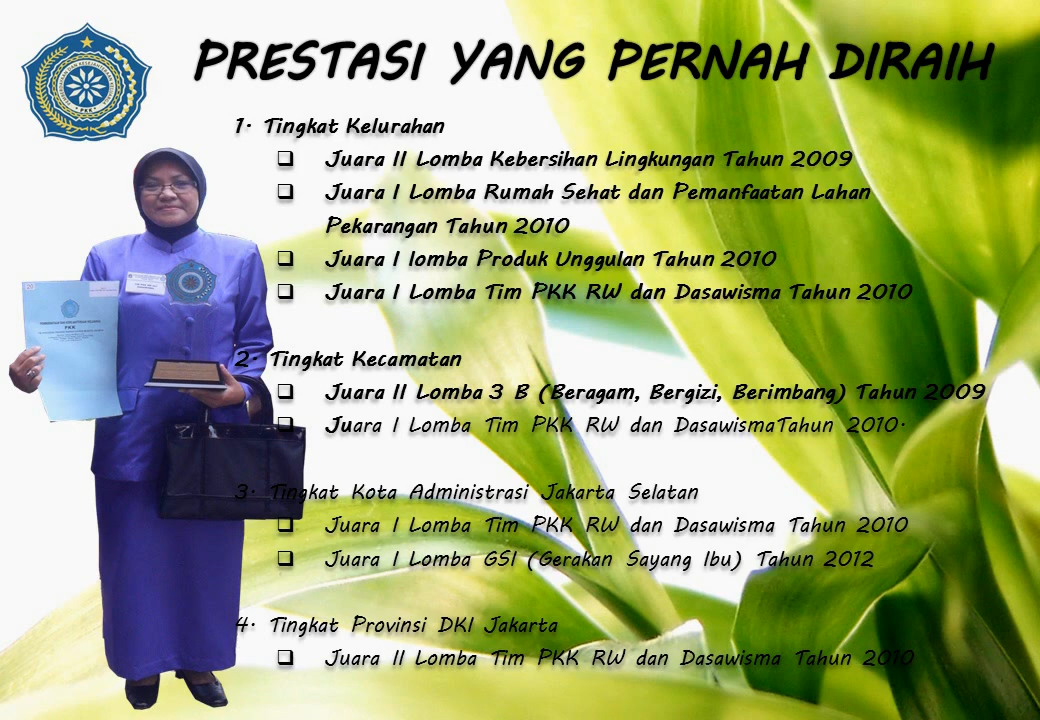 PRESTASI YANG PERNAH DIRAIH
1. Tingkat Kelurahan
Juara II Lomba Kebersihan Lingkungan Tahun 2009
Juara I Lomba Rumah Sehat dan Pemanfaatan Lahan
Pekarangan Tahun 2010
Juara I lomba Produk Unggulan Tahun 2010
Juara I Lomba Tim PKK RW dan Dasawisma Tahun 2010
2. Tingkat Kecamatan
Juara II Lomba 3 B (Beragam, Bergizi, Berimbang) Tahun 2009
Juara I Lomba Tim PKK RW dan DasawismaTahun 2010.
3. Tingkat Kota Administrasi Jakarta Selatan
Juara I Lomba Tim PKK RW dan Dasawisma Tahun 2010
Juara I Lomba GSI (Gerakan Sayang Ibu) Tahun 2012
4. Tingkat Provinsi DKI Jakarta
Juara II Lomba Tim PKK RW dan Dasawisma Tahun 2010
PKK
PKK